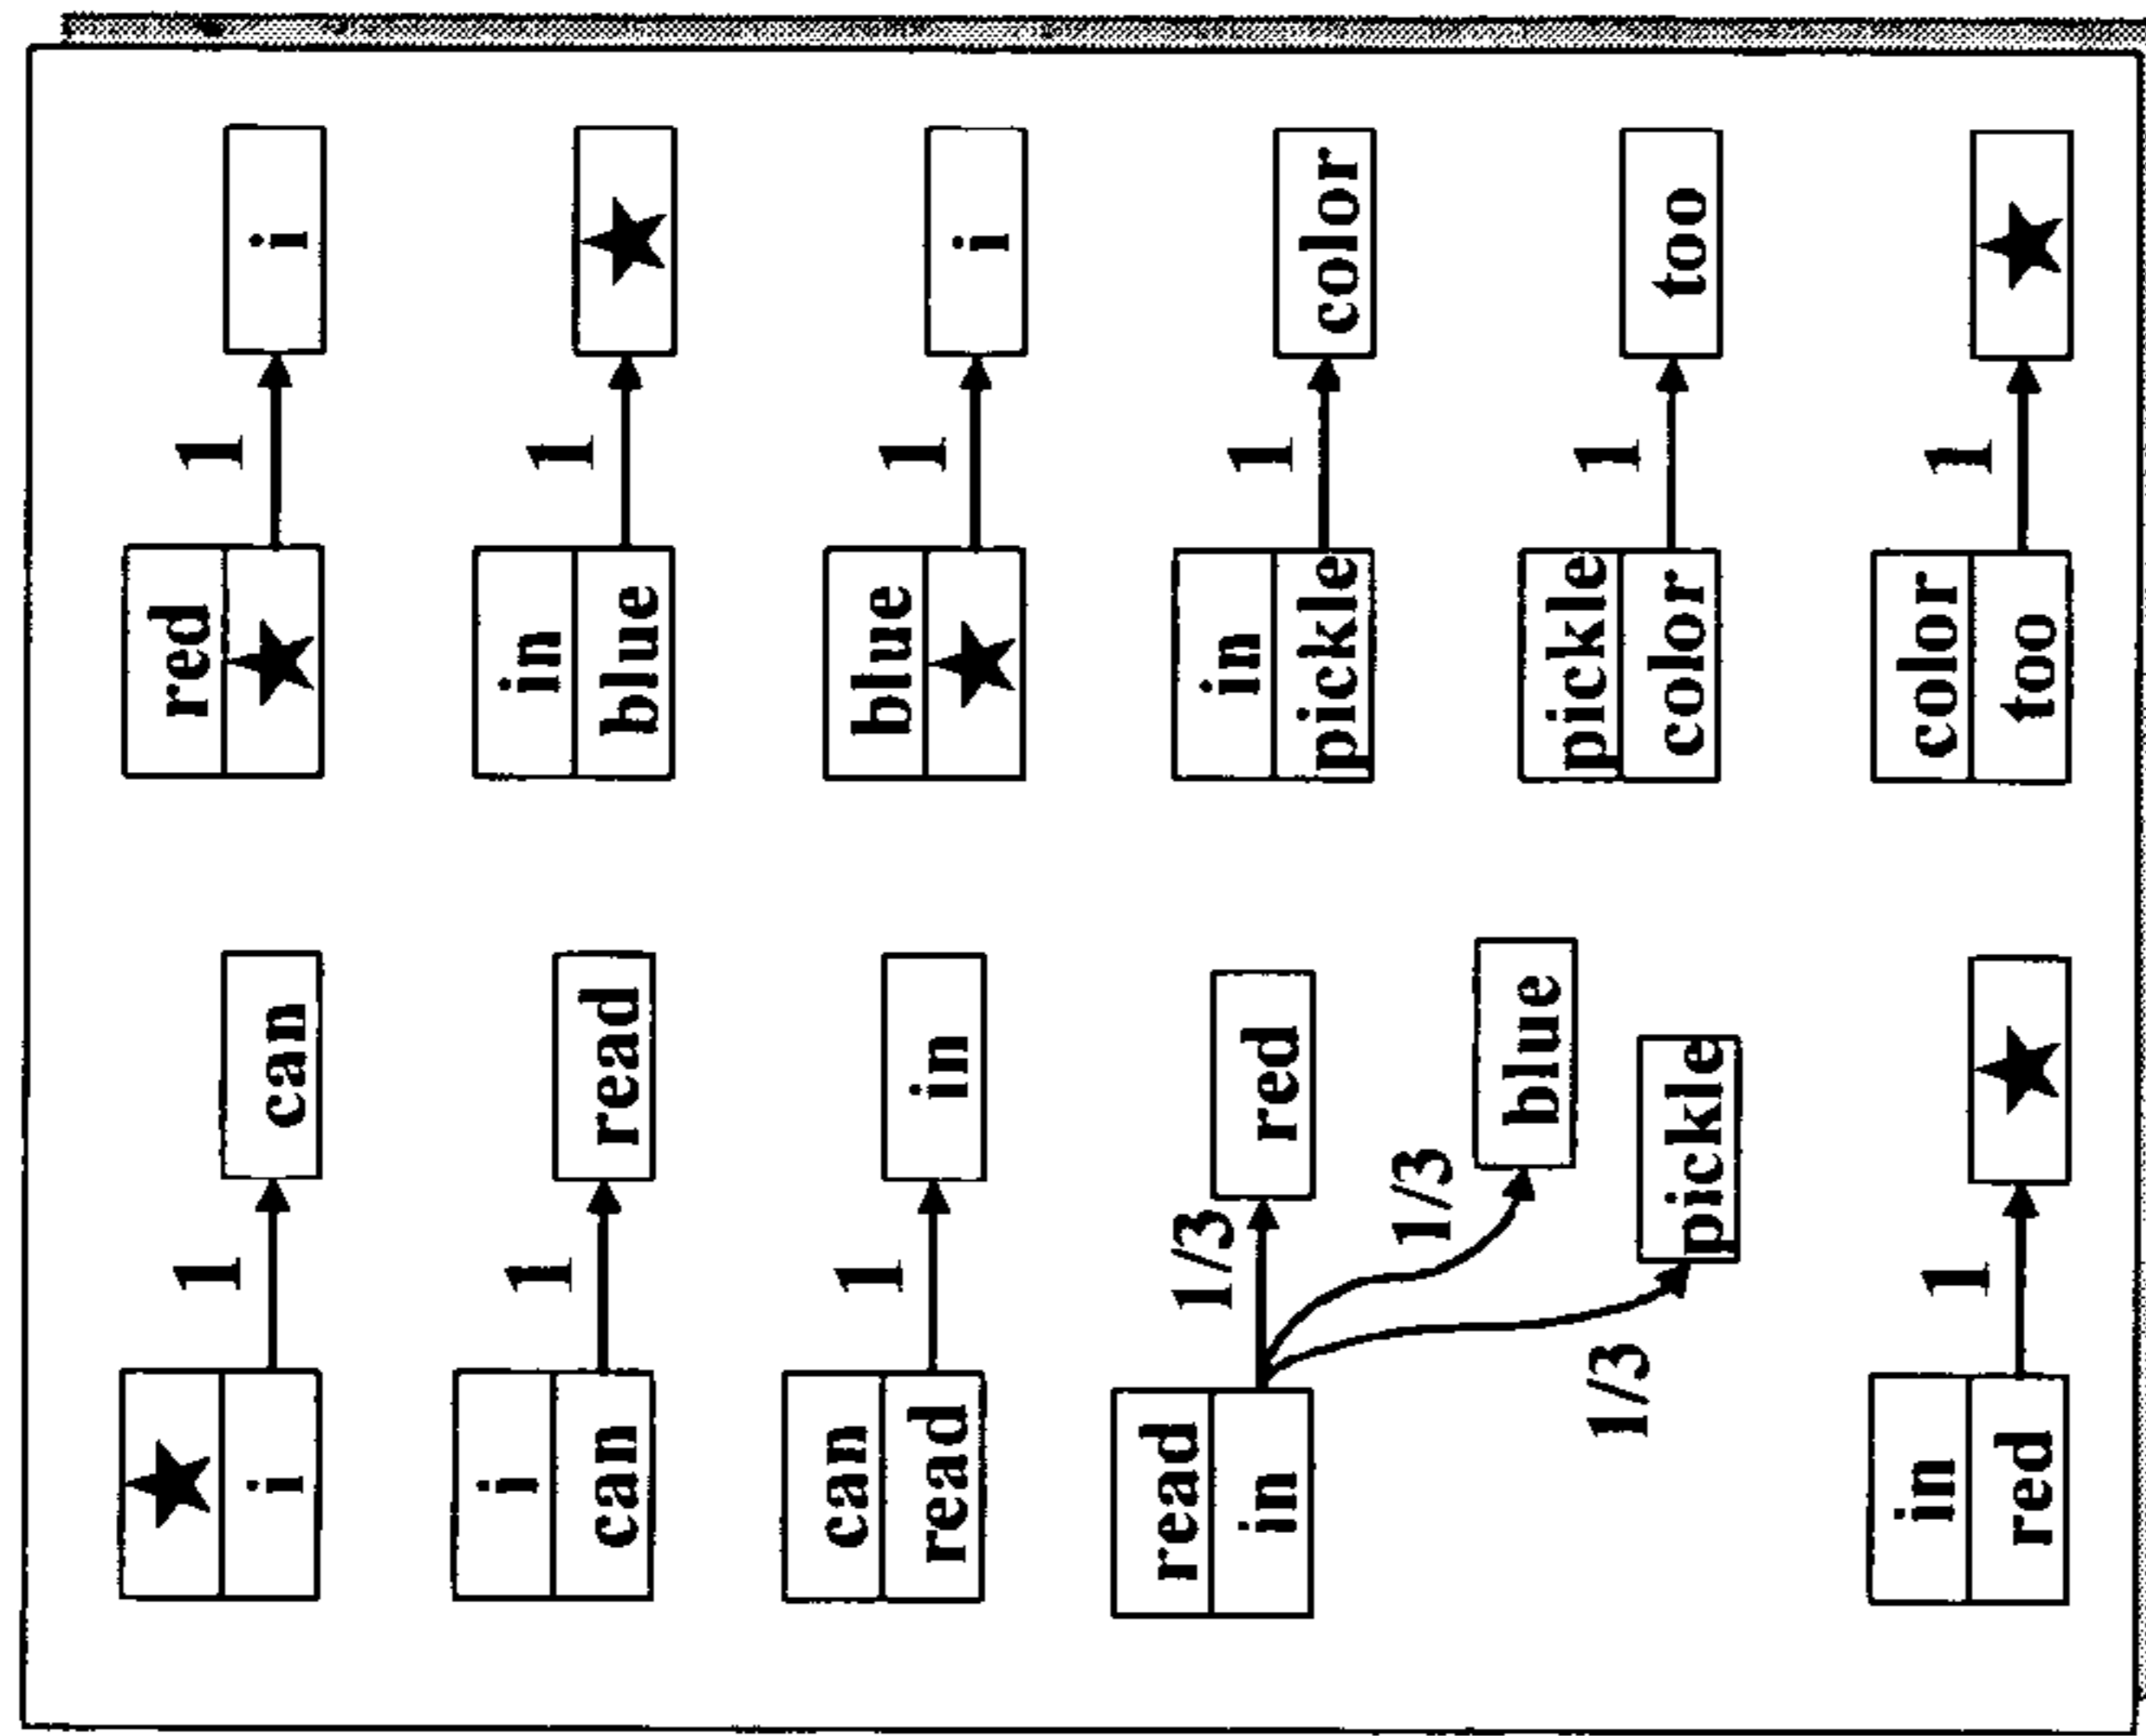 ★
i
1
can
i
can
1
read
can
read
1
in
read
in
1/3
red
1/3
blue
1/3
pickle
in
red
1
★
red
★
1
i
in
blue
1
★
blue
★
1
i
in
pickle
1
color
pickle
color
1
too
color
too
1
★